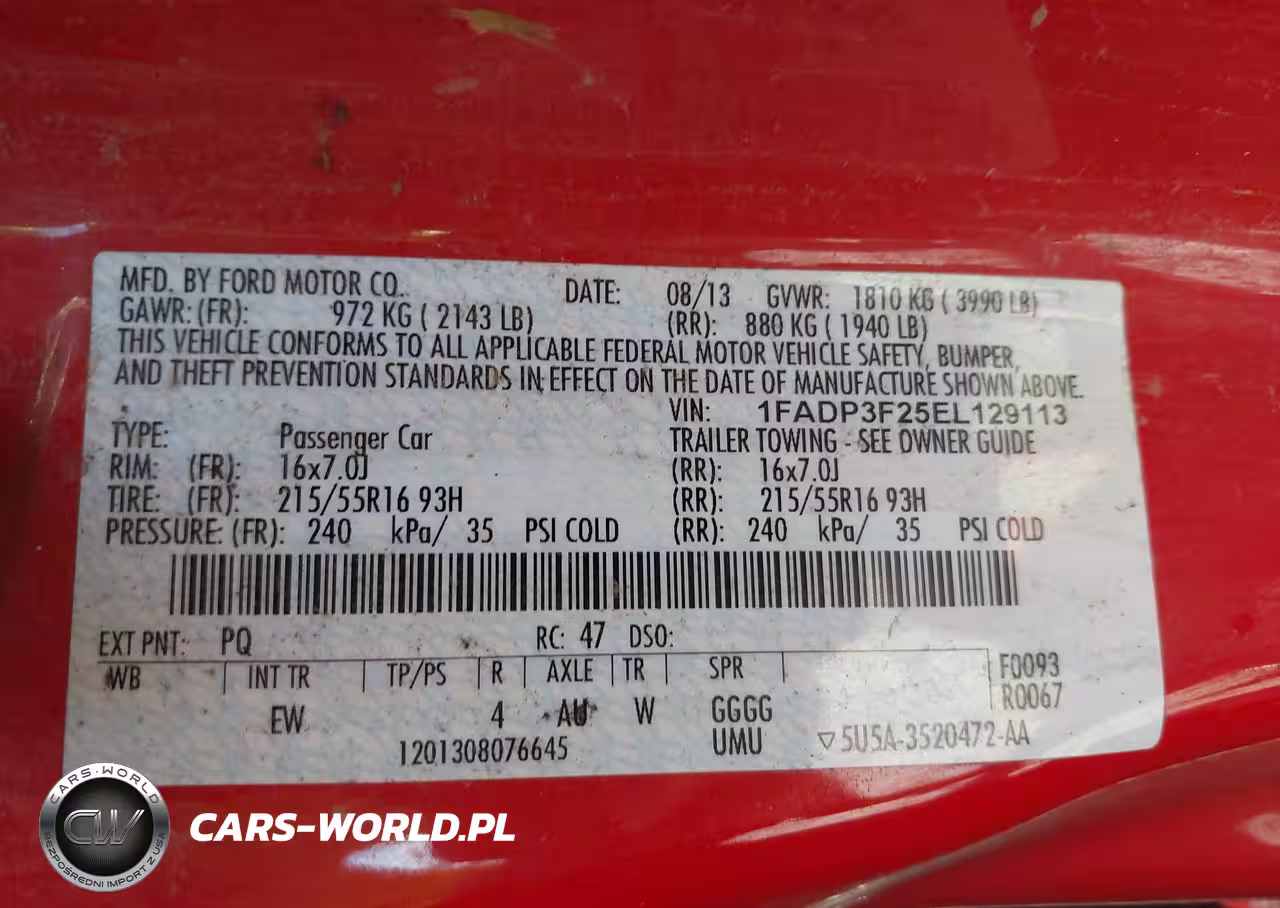 MFD. BY FORD MOTOR CO. DATE: 08/13 GVWR: 1810 KG ( 3990 LB)
GAWR: (FR): 972 KG ( 2143 LB) (RR): 880 KG ( 1940 LB)
THIS VEHICLE CONFORMS TO ALL APPLICABLE FEDERAL MOTOR VEHICLE SAFETY, BUMPER,
AND THEFT PREVENTION STANDARDS IN EFFECT ON THE DATE OF MANUFACTURE SHOWN ABOVE.
VIN: 1FADP3F25EL129113
TYPE: Passenger Car TRAILER TOWING - SEE OWNER GUIDE
RIM: (FR): 16x7.0J (RR): 16x7.0J
TIRE: (FR): 215/55R16 93H (RR): 215/55R16 93H
PRESSURE: (FR): 240 kPa/ 35 PSI COLD (RR): 240 kPa/ 35 PSI COLD
EXT PNT: PQ RC: 47 DSO:
WB INT TR TP/PS R AXLE TR SPR F0093
R0067
EW 4 AU W GGGG
1201308076645 UMU ▽5U5A-3520472-AA
CARS-WORLD
CW
BEZPOŚREDNI IMPORT Z USA
CARS-WORLD.PL